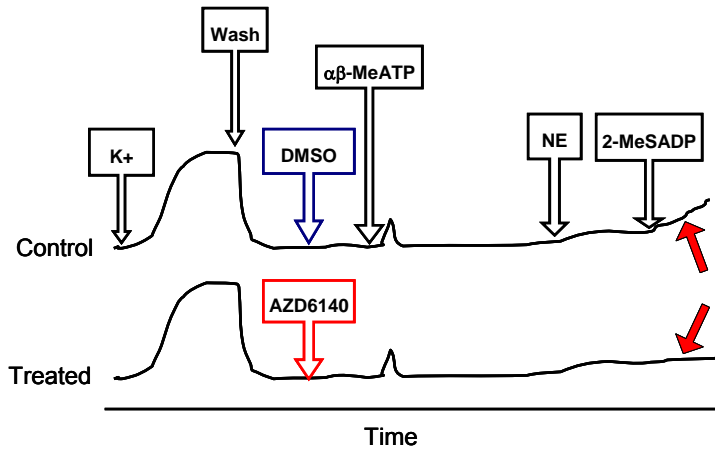 Wash
αβ-MeATP
K+
DMSO
NE
2-MeSADP
Control
AZD6140
Treated
Time